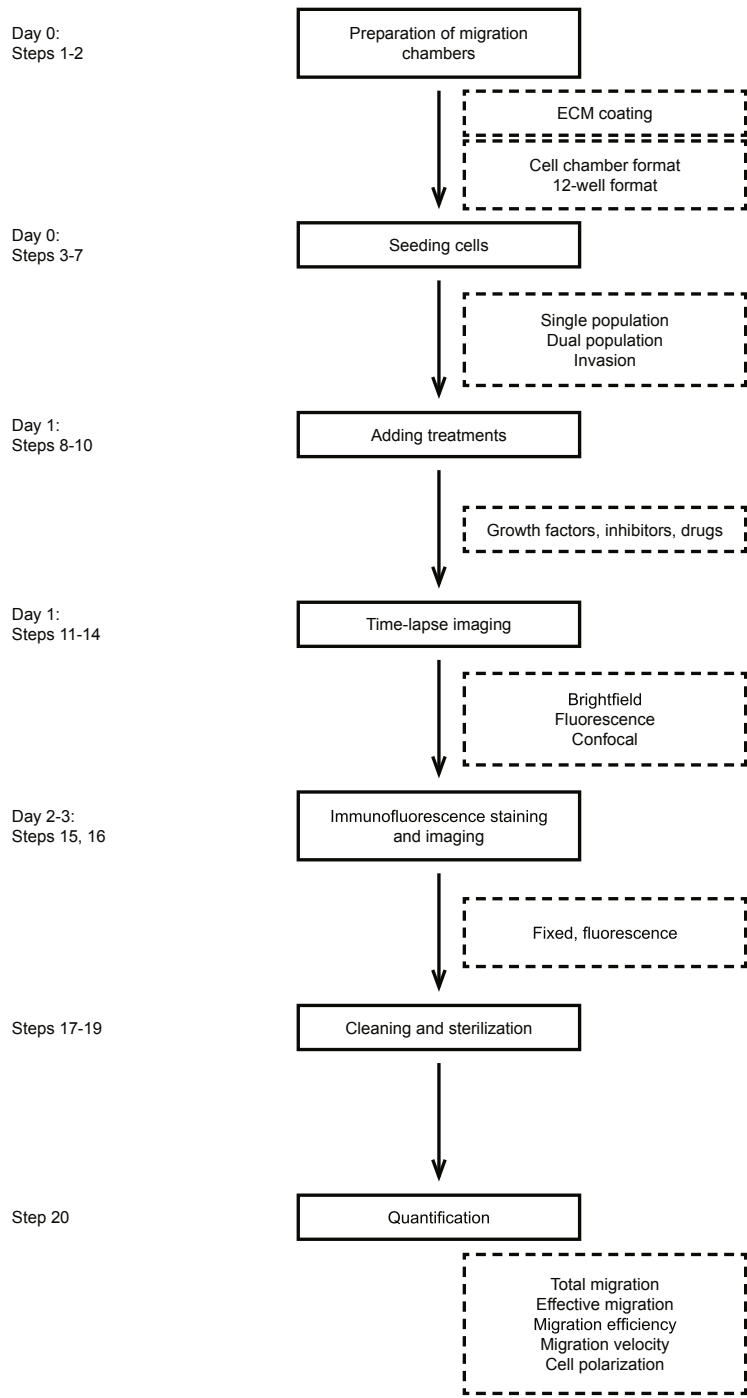 Day 0:
Steps 1-2
Preparation of migration
chambers
ECM coating
Cell chamber format
12-well format
Day 0:
Steps 3-7
Seeding cells
Single population
Dual population
Invasion
Day 1:
Steps 8-10
Adding treatments
Growth factors, inhibitors, drugs
Day 1:
Steps 11-14
Time-lapse imaging
Brightfield
Fluorescence
Confocal
Day 2-3:
Steps 15, 16
Immunofluorescence staining
and imaging
Fixed, fluorescence
Steps 17-19
Cleaning and sterilization
Step 20
Quantification
Total migration
Effective migration
Migration efficiency
Migration velocity
Cell polarization